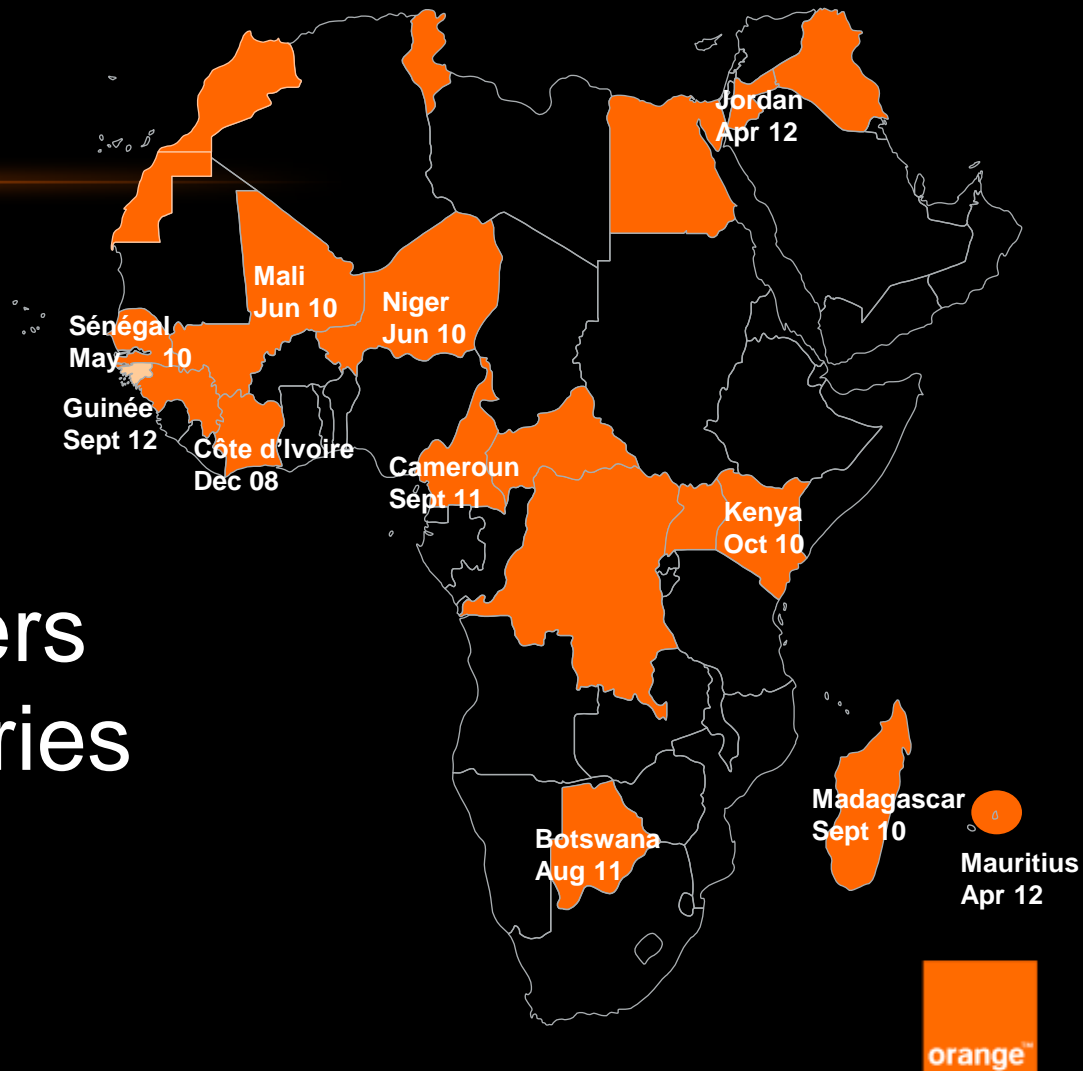 Jordan
Apr 12
Mali
Jun 10
Niger
Jun 10
Sénégal
May 10
Guinée
Sept 12
Côte d’Ivoire
Dec 08
Cameroun
Sept 11
Kenya
Oct 10
ers
ries
Madagascar
Sept 10
Botswana
Aug 11
Mauritius
Apr 12
orange™